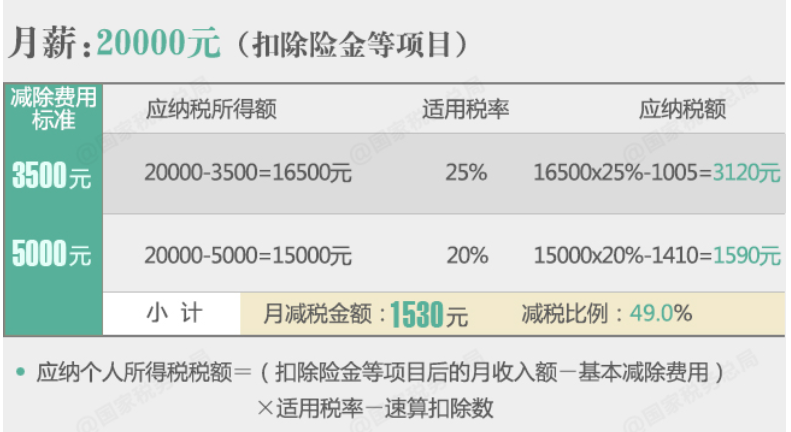 月薪:20000元（扣除险金等项目）
减除费用
标准
应纳税所得额 适用税率 应纳税额
3500元 20000-3500=16500元 25% 16500x25%-1005=3120元
5000元 20000-5000=15000元 20% 15000x20%-1410=1590元
小 计 月减税金额：1530元 减税比例：49.0%
• 应纳个人所得税税额＝（扣除险金等项目后的月收入额－基本减除费用）
×适用税率－速算扣除数
@国家税务总局